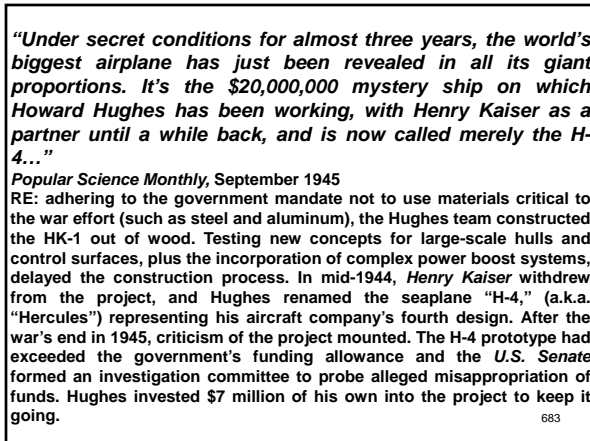 “Under secret conditions for almost three years, the world’s
biggest airplane has just been revealed in all its giant
proportions. It’s the $20,000,000 mystery ship on which
Howard Hughes has been working, with Henry Kaiser as a
partner until a while back, and is now called merely the H-
4…”
Popular Science Monthly, September 1945
RE: adhering to the government mandate not to use materials critical to
the war effort (such as steel and aluminum), the Hughes team constructed
the HK-1 out of wood. Testing new concepts for large-scale hulls and
control surfaces, plus the incorporation of complex power boost systems,
delayed the construction process. In mid-1944, Henry Kaiser withdrew
from the project, and Hughes renamed the seaplane “H-4,” (a.k.a.
“Hercules”) representing his aircraft company’s fourth design. After the
war’s end in 1945, criticism of the project mounted. The H-4 prototype had
exceeded the government’s funding allowance and the U.S. Senate
formed an investigation committee to probe alleged misappropriation of
funds. Hughes invested $7 million of his own into the project to keep it
going.
683